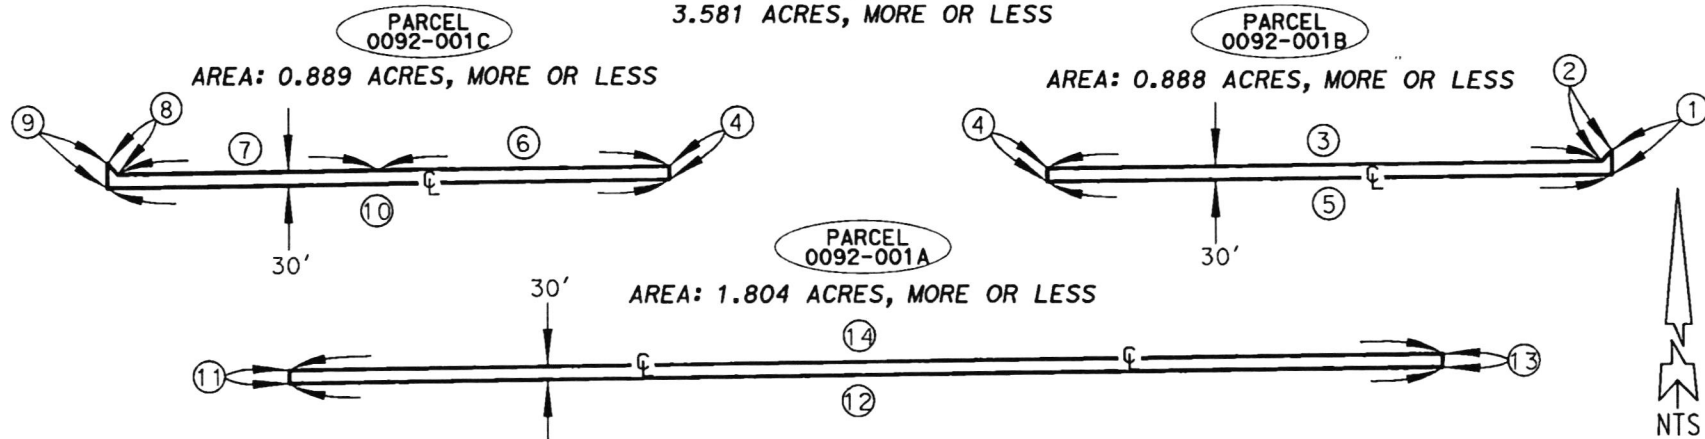 3.581 ACRES, MORE OR LESS
PARCEL
0092-001C
AREA: 0.889 ACRES, MORE OR LESS
PARCEL
0092-001B
AREA: 0.888 ACRES, MORE OR LESS
9
8
7
6
4
10
30'
4
3
2
1
5
30'
PARCEL
0092-001A
AREA: 1.804 ACRES, MORE OR LESS
30'
14
11
12
13
℄
℄
℄
℄
N
NTS